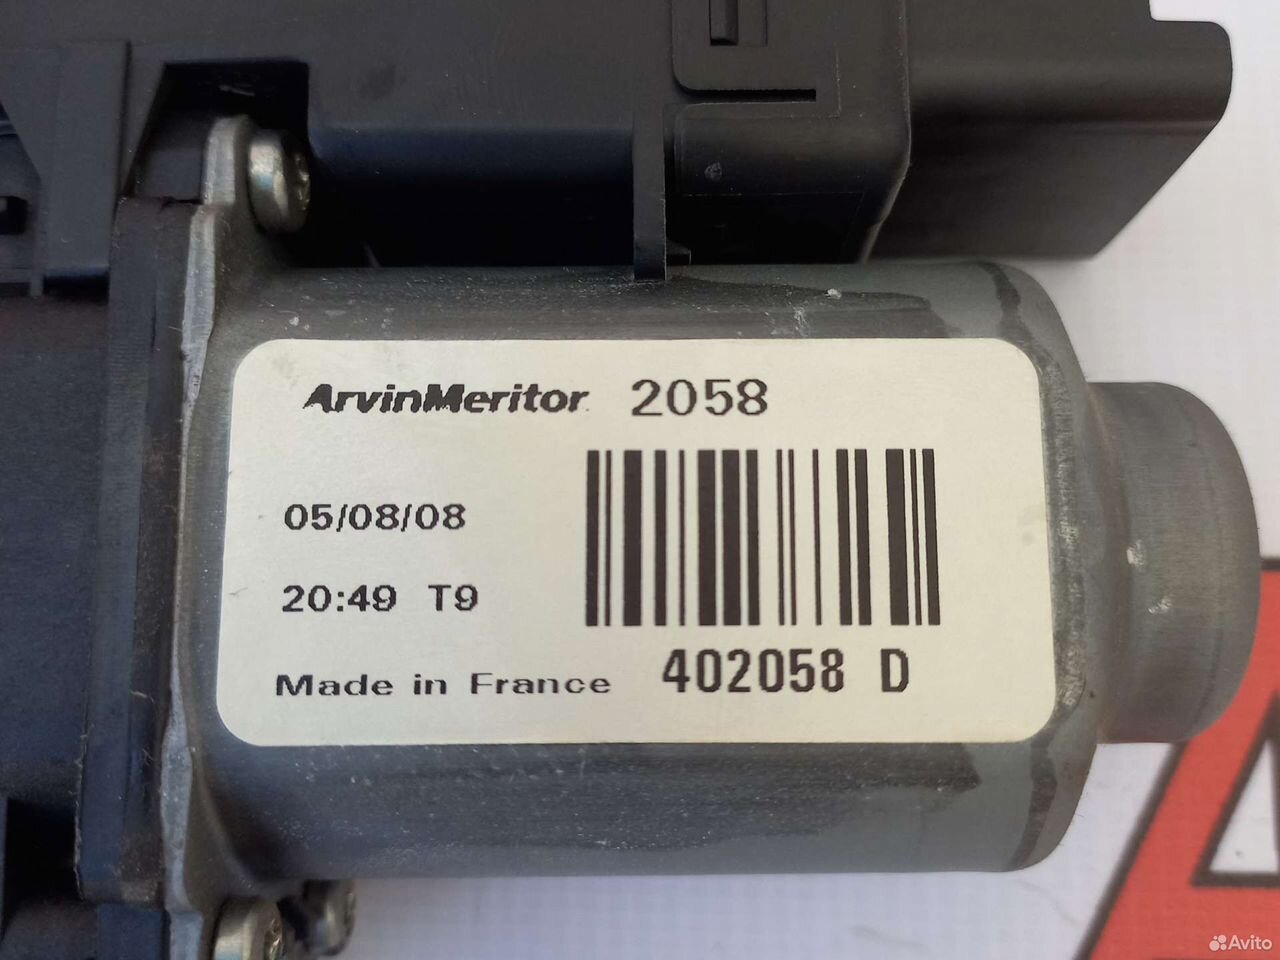 ArvinMeritor 2058
05/08/08
20:49 T9
Made in France 402058 D
Avito